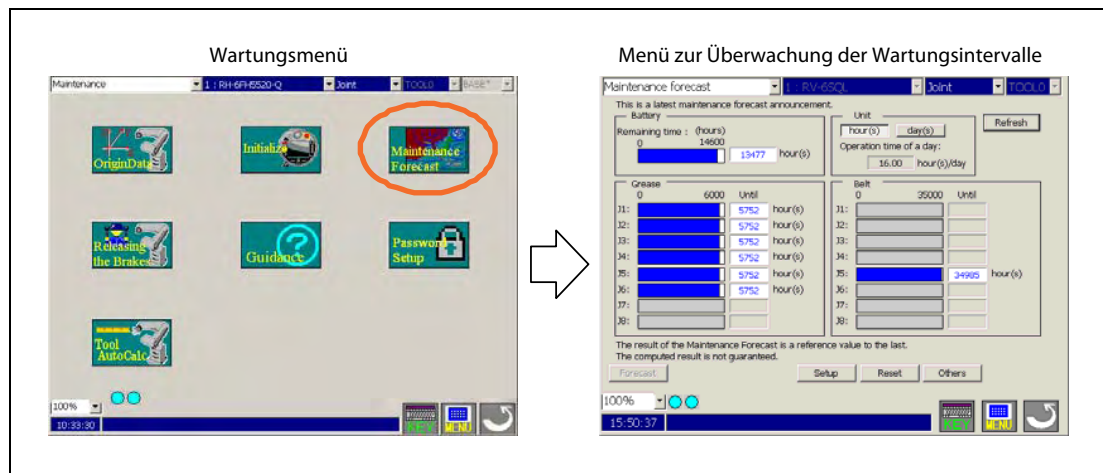 Wartungsmenü
Maintenance 1 : RH-6FH5520-Q Joint TOOL0 BASE*
OriginData
Initialize
Maintenance
Forecast
Releasing
the Brakes
Guidance
Password
Setup
Tool
AutoCalc
100%
10:33:30 KEY MENU
Menü zur Überwachung der Wartungsintervalle
Maintenance forecast 1 : RV-6SQL Joint TOOL0
This is a latest maintenance forecast announcement.
Battery
Remaining time : (hours)
0 14600
13477 hour(s)
Unit
hour(s) day(s)
Operation time of a day:
16.00 hour(s)/day
Refresh
Grease
0 6000 Until
J1: 5752 hour(s)
J2: 5752 hour(s)
J3: 5752 hour(s)
J4: 5752 hour(s)
J5: 5752 hour(s)
J6: 5752 hour(s)
J7:
J8:
Belt
0 35000 Until
J1:
J2:
J3:
J4:
J5: 34985 hour(s)
J6:
J7:
J8:
The result of the Maintenance Forecast is a reference value to the last.
The computed result is not guaranteed.
Forecast Setup Reset Others
100%
15:50:37 KEY MENU